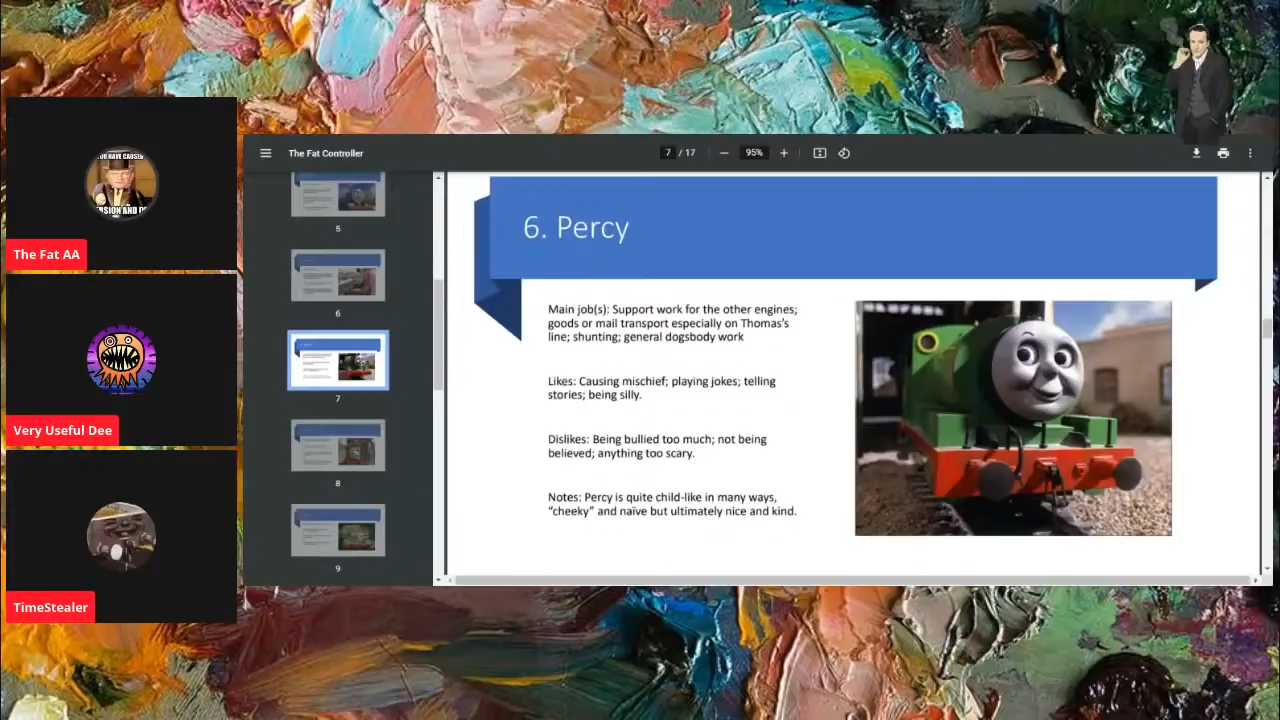 YOU HAVE CAUSED
The Fat AA
Very Useful Dee
TimeStealer
The Fat Controller
7 / 17
95%
5
6
7
8
9
6. Percy
Main job(s): Support work for the other engines;
goods or mail transport especially on Thomas's
line; shunting; general dogsbody work
Likes: Causing mischief; playing jokes; telling
stories; being silly.
Dislikes: Being bullied too much; not being
believed; anything too scary.
Notes: Percy is quite child-like in many ways,
"cheeky" and naïve but ultimately nice and kind.